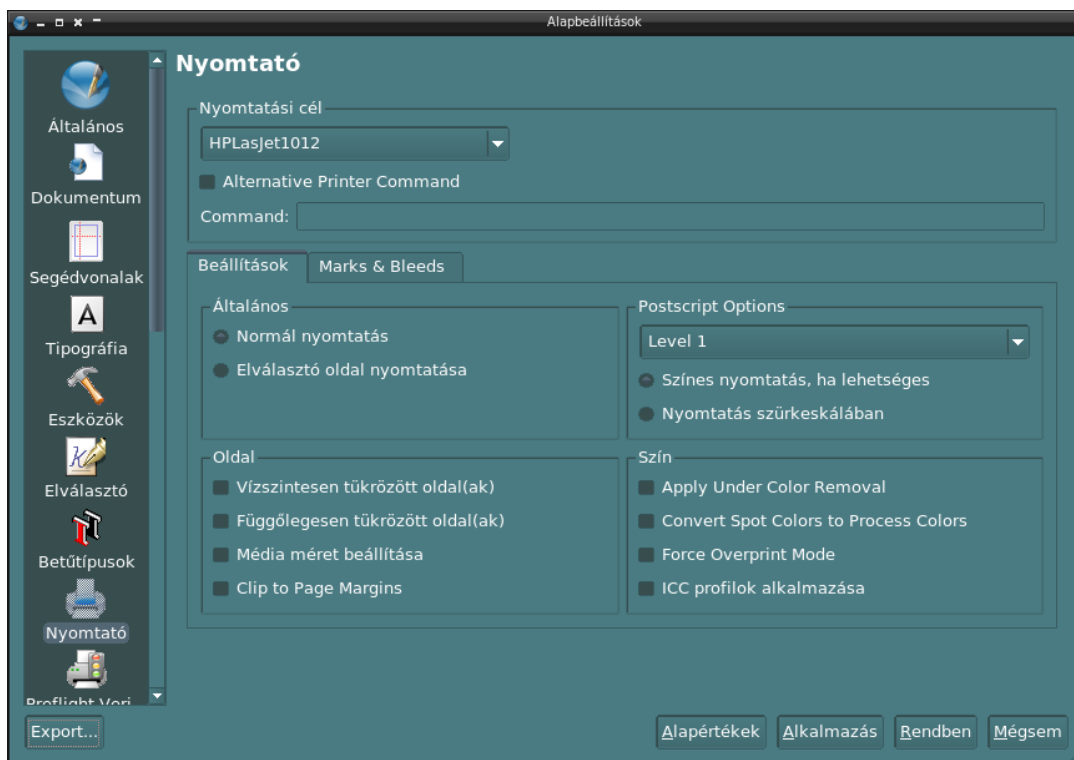 Alapbeállítások
Általános
Dokumentum
Segédvonalak
A
Tipográfia
Eszközök
Elválasztó
Betűtípusok
Nyomtató
Preflight Veri
Nyomtató
Nyomtatási cél
HPLasJet1012
Alternative Printer Command
Command:
Beállítások
Marks & Bleeds
Általános
Normál nyomtatás
Elválasztó oldal nyomtatása
Postscript Options
Level 1
Színes nyomtatás, ha lehetséges
Nyomtatás szürkeskálában
Oldal
Vízszintesen tükrözött oldal(ak)
Függőlegesen tükrözött oldal(ak)
Média méret beállítása
Clip to Page Margins
Szín
Apply Under Color Removal
Convert Spot Colors to Process Colors
Force Overprint Mode
ICC profilok alkalmazása
Export...
Alapértékek
Alkalmazás
Rendben
Mégsem